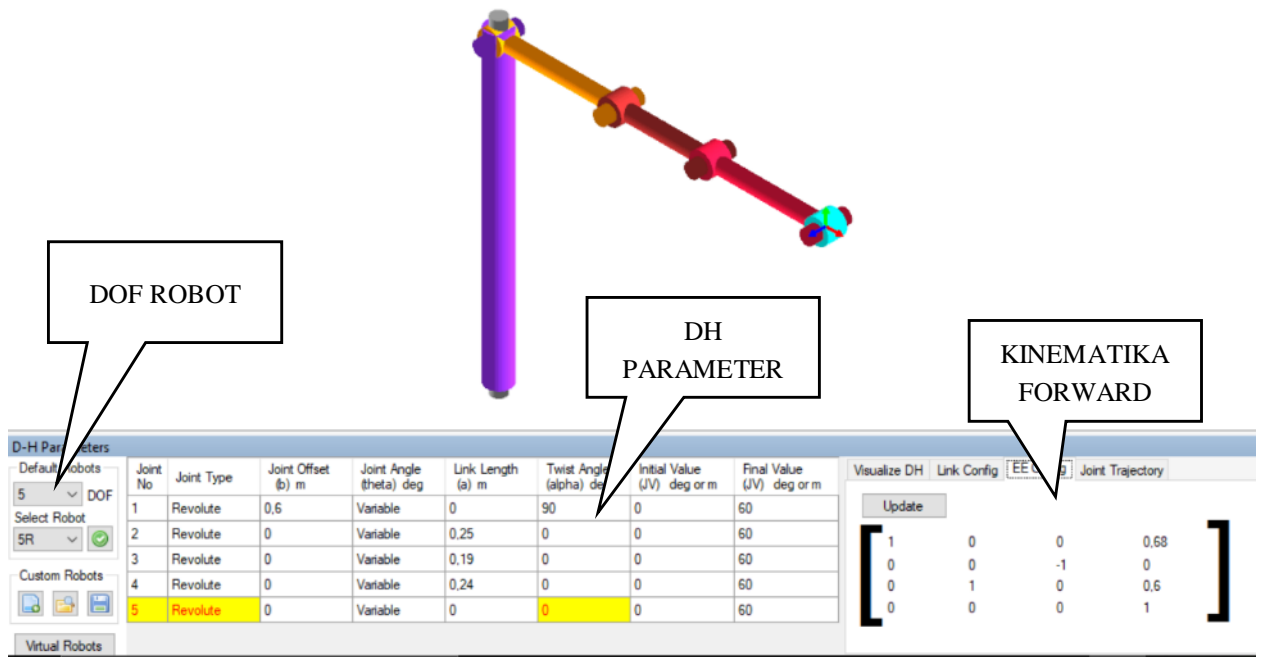 DOF ROBOT
DH
PARAMETER
KINEMATIKA
FORWARD
D-H Par eters
Default obots
5 DOF
Select Robot
5R
Custom Robots
Virtual Robots
Joint No Joint Type Joint Offset (b) m Joint Angle (theta) deg Link Length (a) m Twist Angle (alpha) de Initial Value (JV) deg or m Final Value (JV) deg or m
1 Revolute 0,6 Variable 0 90 0 60
2 Revolute 0 Variable 0,25 0 0 60
3 Revolute 0 Variable 0,19 0 0 60
4 Revolute 0 Variable 0,24 0 0 60
5 Revolute 0 Variable 0 0 0 60
Visualize DH Link Config EE Joint Trajectory
Update
1 0 0 0,68
0 0 -1 0
0 1 0 0,6
0 0 0 1